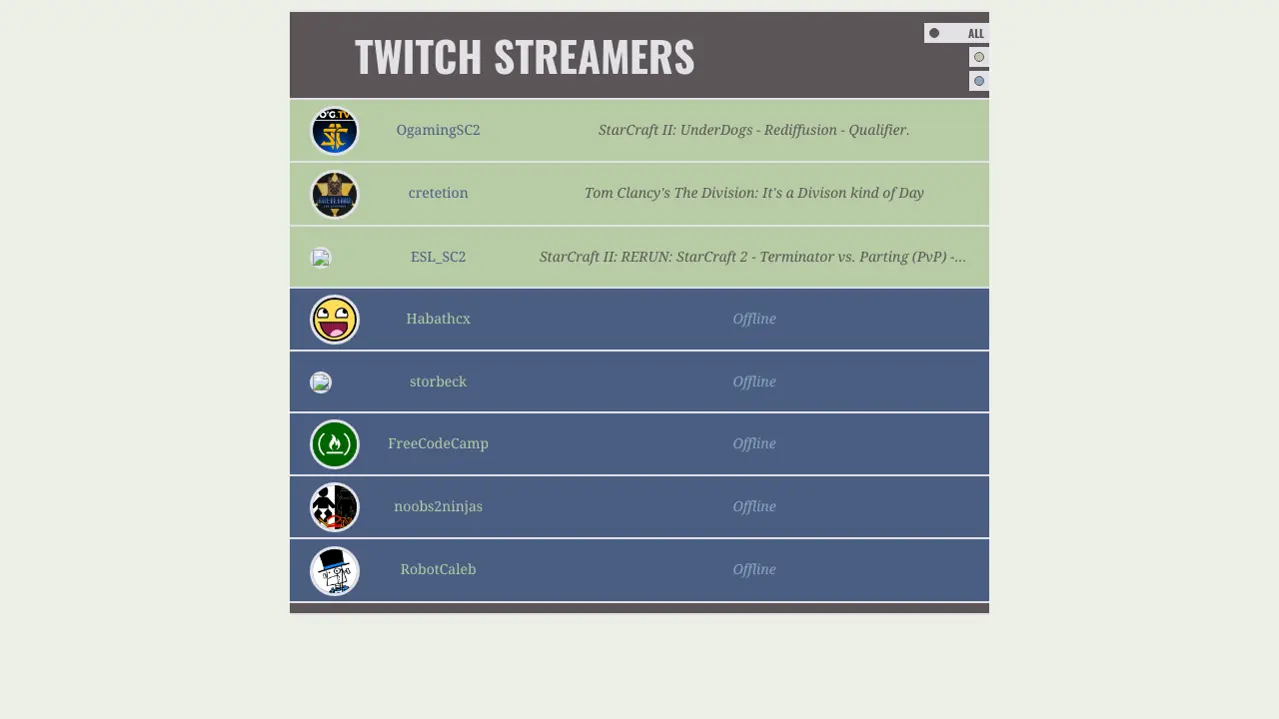 TWITCH STREAMERS
ALL
OgamingSC2
StarCraft II: UnderDogs - Rediffusion - Qualifier.
cretetion
Tom Clancy's The Division: It's a Divison kind of Day
ESL_SC2
StarCraft II: RERUN: StarCraft 2 - Terminator vs. Parting (PvP) -...
Habathcx
Offline
storbeck
Offline
FreeCodeCamp
Offline
noobs2ninjas
Offline
RobotCaleb
Offline